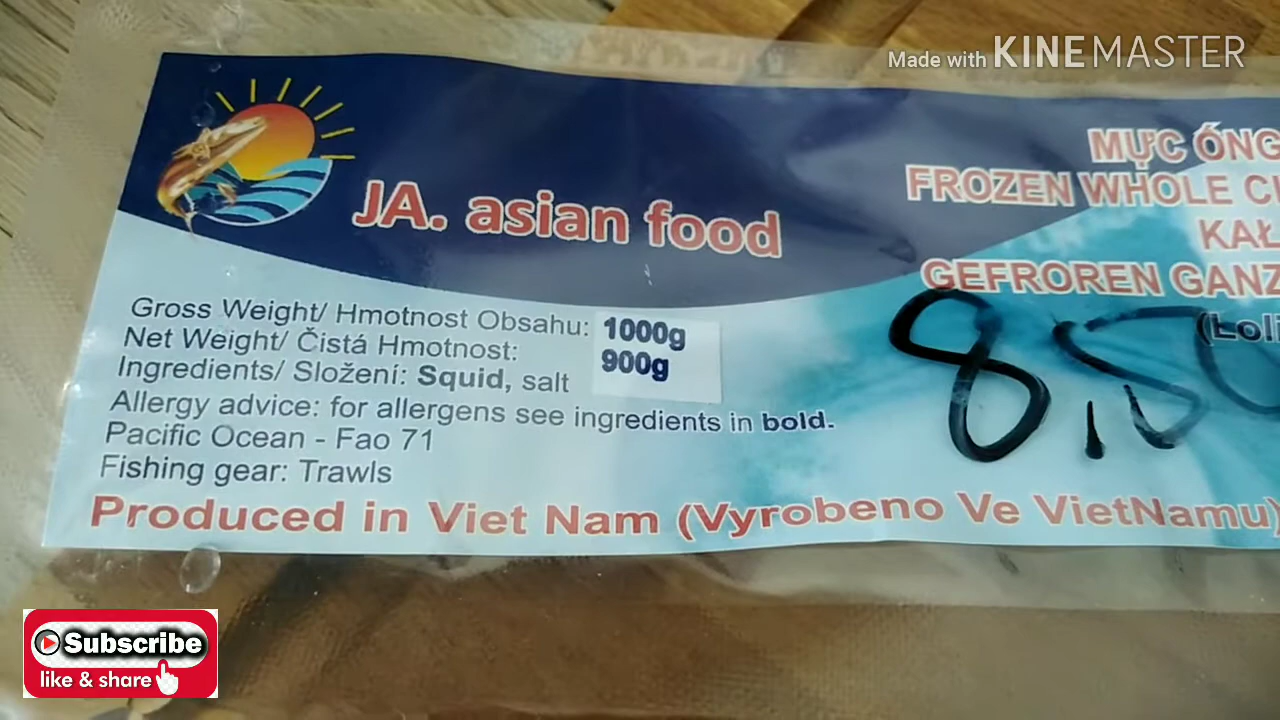 Made with KINEMASTER
JA. asian food
MỰC ỐNG
FROZEN WHOLE
GEFROREN GANZ
8,50
Gross Weight/ Hmotnost Obsahu: 1000g
Net Weight/ Čistá Hmotnost: 900g
Ingredients/ Složení: Squid, salt
Allergy advice: for allergens see ingredients in bold.
Pacific Ocean - Fao 71
Fishing gear: Trawls
Produced in Viet Nam (Vyrobeno Ve VietNamu)
Subscribe
like & share